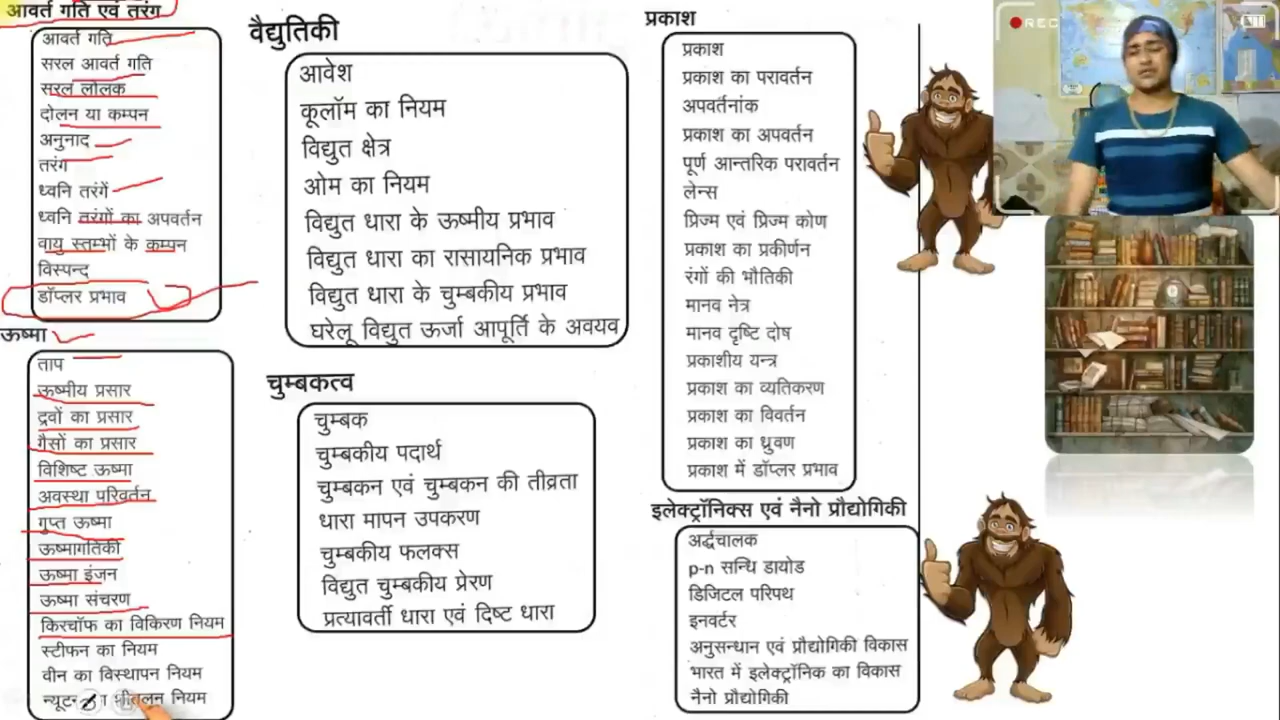 आवर्त गति एवं तरंग
आवर्त गति
सरल आवर्त गति
सरल लोलक
दोलन या कम्पन
अनुनाद
तरंग
ध्वनि तरंगें
ध्वनि तरंगों का अपवर्तन
वायु स्तम्भों के कम्पन
विस्पन्द
डॉप्लर प्रभाव
ऊष्मा
ताप
ऊष्मीय प्रसार
द्रवों का प्रसार
गैसों का प्रसार
विशिष्ट ऊष्मा
अवस्था परिवर्तन
गुप्त ऊष्मा
ऊष्मागतिकी
ऊष्मा इंजन
ऊष्मा संचरण
किरचॉफ का विकिरण नियम
स्टीफन का नियम
वीन का विस्थापन नियम
नियम
वैद्युतिकी
आवेश
कूलॉम का नियम
विद्युत क्षेत्र
ओम का नियम
विद्युत धारा के ऊष्मीय प्रभाव
विद्युत धारा का रासायनिक प्रभाव
विद्युत धारा के चुम्बकीय प्रभाव
घरेलू विद्युत ऊर्जा आपूर्ति के अवयव
चुम्बकत्व
चुम्बक
चुम्बकीय पदार्थ
चुम्बकन एवं चुम्बकन की तीव्रता
धारा मापन उपकरण
चुम्बकीय फलक्स
विद्युत चुम्बकीय प्रेरण
प्रत्यावर्ती धारा एवं दिष्ट धारा
प्रकाश
प्रकाश
प्रकाश का परावर्तन
अपवर्तनांक
प्रकाश का अपवर्तन
पूर्ण आन्तरिक परावर्तन
लेन्स
प्रिज्म एवं प्रिज्म कोण
प्रकाश का प्रकीर्णन
रंगों की भौतिकी
मानव नेत्र
मानव दृष्टि दोष
प्रकाशीय यन्त्र
प्रकाश का व्यतिकरण
प्रकाश का विवर्तन
प्रकाश का ध्रुवण
प्रकाश में डॉप्लर प्रभाव
इलेक्ट्रॉनिक्स एवं नैनो प्रौद्योगिकी
अर्द्धचालक
p-n सन्धि डायोड
डिजिटल परिपथ
इनवर्टर
अनुसन्धान एवं प्रौद्योगिकी विकास
भारत में इलेक्ट्रॉनिक का विकास
नैनो प्रौद्योगिकी
REC